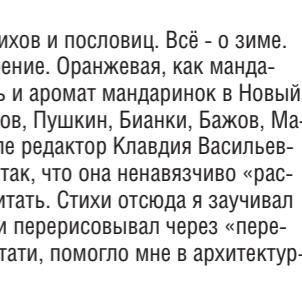 ихов и пословиц. Всё - о зиме.
ение. Оранжевая, как манда-
ь и аромат мандаринок в Новый
ов, Пушкин, Бианки, Бажов, Ма-
ле редактор Клавдия Васильев-
так, что она ненавязчиво «рас-
итать. Стихи отсюда я заучивал
и перерисовывал через «пере-
тати, помогло мне в архитектур-